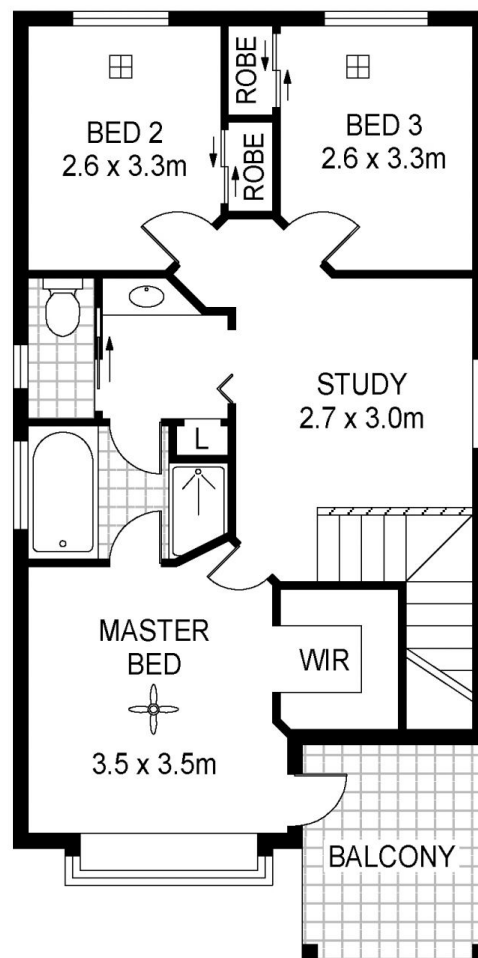 ROBE
BED 2
2.6 x 3.3m
BED 3
2.6 x 3.3m
ROBE
STUDY
2.7 x 3.0m
L
MASTER
BED
WIR
3.5 x 3.5m
BALCONY